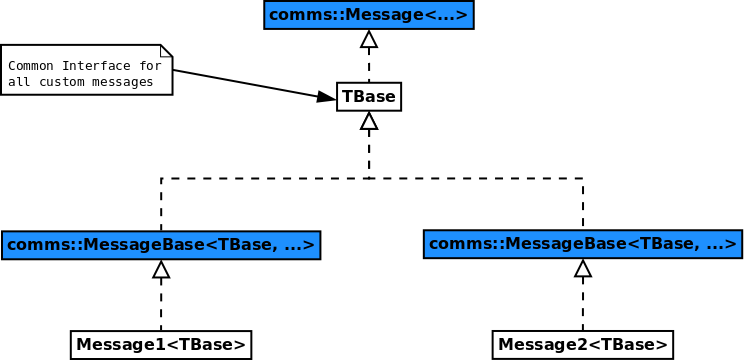 comms::Message<...>
Common Interface for
all custom messages
TBase
comms::MessageBase<TBase, ...>
comms::MessageBase<TBase, ...>
Message1<TBase>
Message2<TBase>